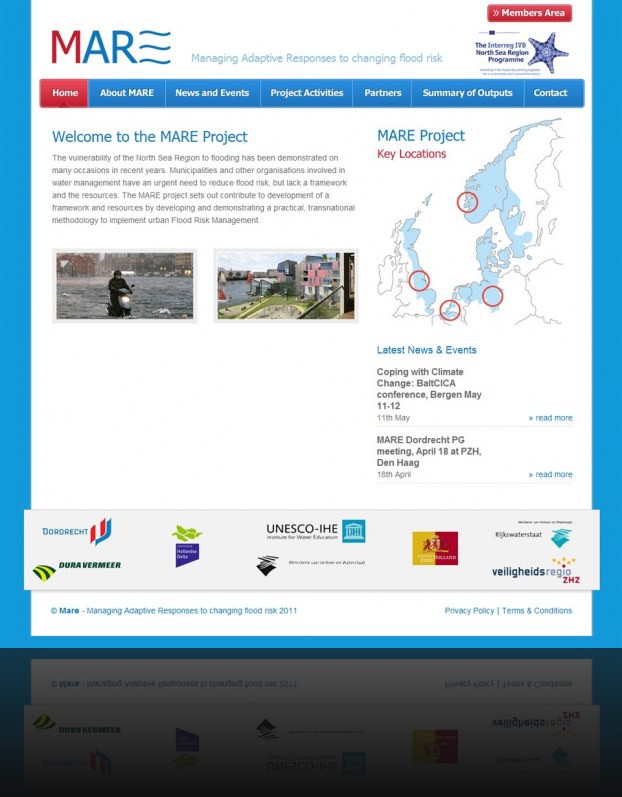 » Members Area
MARE
Managing Adaptive Responses to changing flood risk
The Interreg IVB
North Sea Region
Programme
Home About MARE News and Events Project Activities Partners Summary of Outputs Contact
Welcome to the MARE Project
The vulnerability of the North Sea Region to flooding has been demonstrated on
many occasions in recent years. Municipalities and other organisations involved in
water management have an urgent need to reduce flood risk, but lack a framework
and the resources. The MARE project sets out contribute to development of a
framework and resources by developing and demonstrating a practical, transnational
methodology to implement urban Flood Risk Management.
MARE Project
Key Locations
Latest News & Events
Coping with Climate
Change: BaltCICA
conference, Bergen May
11-12
11th May » read more
MARE Dordrecht PG
meeting, April 18 at PZH,
Den Haag
18th April » read more
DORDRECHT
DURA VERMEER
Hollandse
Delta
UNESCO-IHE
Institute for Water Education
Ministerie van Verkeer en Waterstaat
HOLLAND
Ministerie van Verkeer en Waterstaat
Rijkswaterstaat
veiligheidsregio
ZHZ
© Mare - Managing Adaptive Responses to changing flood risk 2011
Privacy Policy | Terms & Conditions